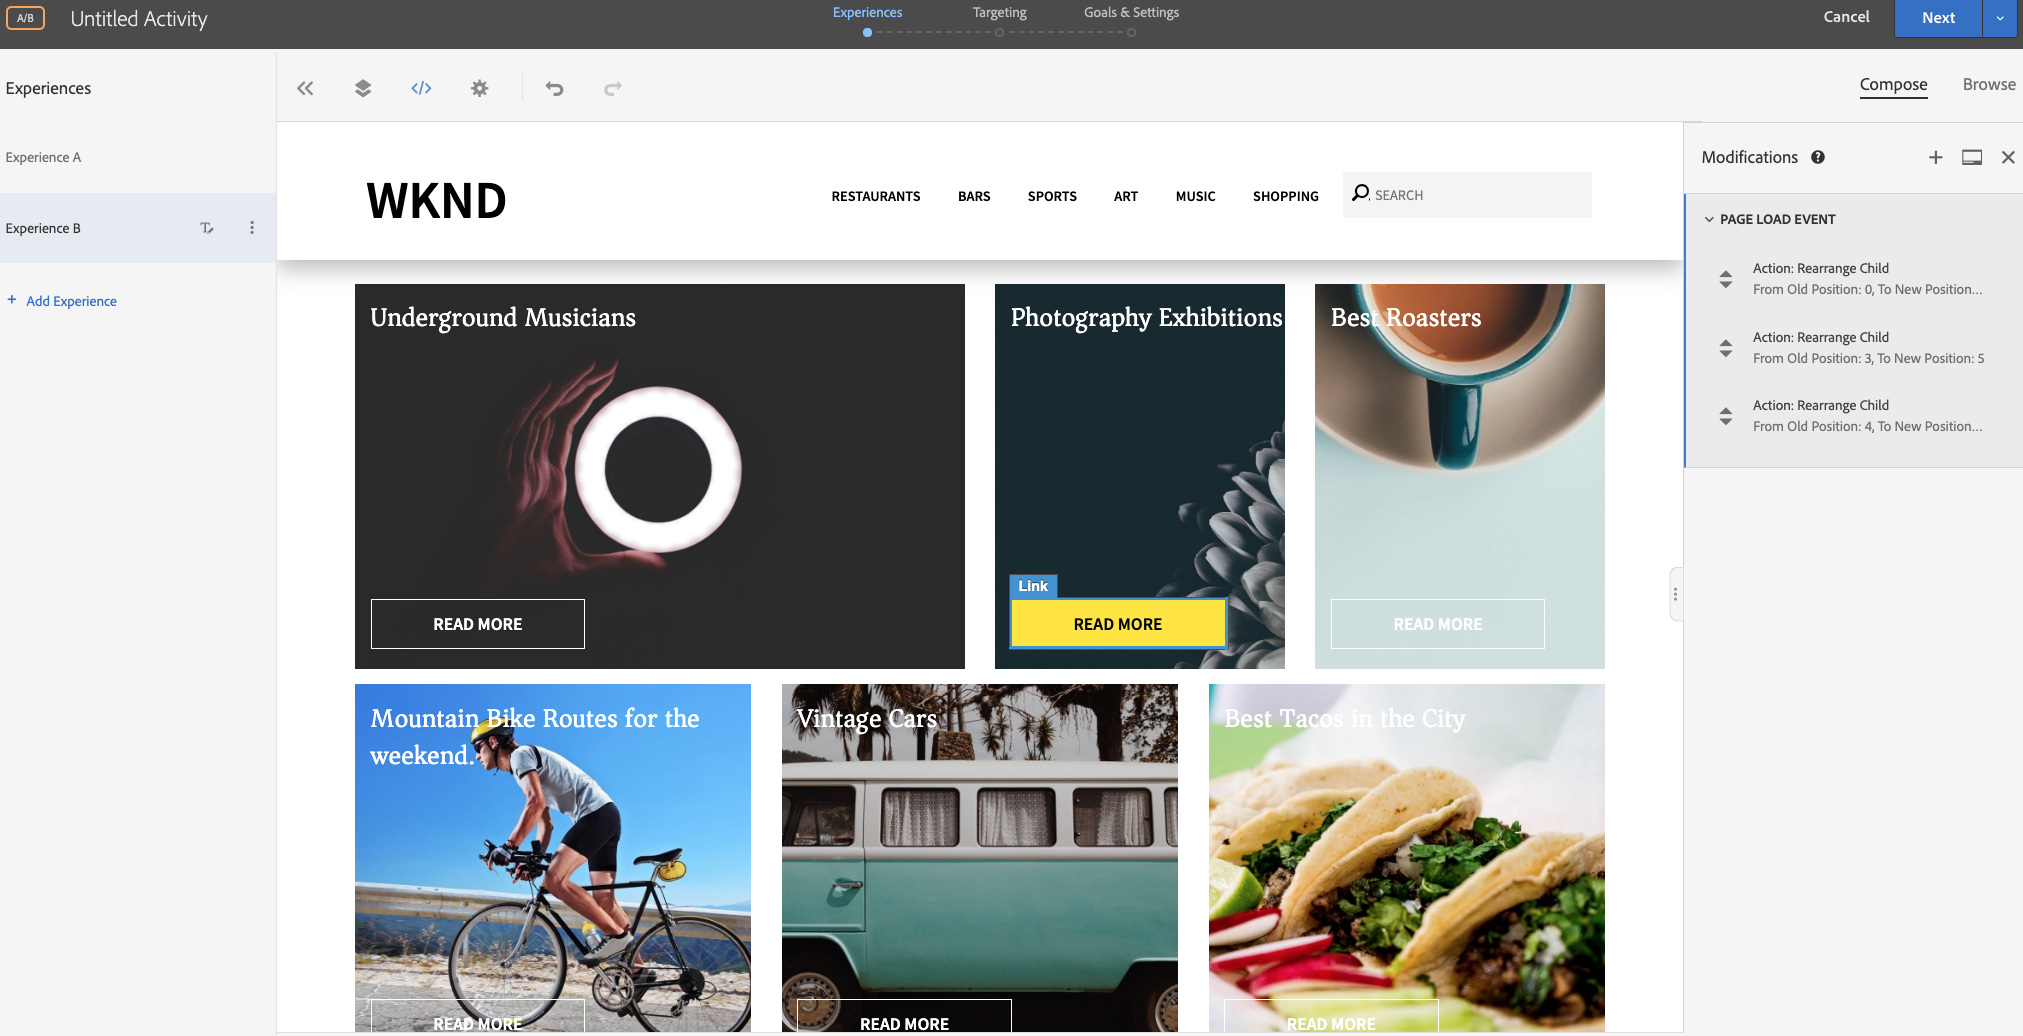 A/B
Untitled Activity
Experiences
Targeting
Goals & Settings
Cancel
Next
Experiences
Compose
Browse
Experience A
Experience B
+ Add Experience
WKND
RESTAURANTS
BARS
SPORTS
ART
MUSIC
SHOPPING
SEARCH
Modifications
PAGE LOAD EVENT
Action: Rearrange Child
From Old Position: 0, To New Position...
Action: Rearrange Child
From Old Position: 3, To New Position: 5
Action: Rearrange Child
From Old Position: 4, To New Position...
Underground Musicians
READ MORE
Photography Exhibitions
Link
READ MORE
Best Roasters
READ MORE
Mountain Bike Routes for the
weekend.
READ MORE
Vintage Cars
READ MORE
Best Tacos in the City
READ MORE